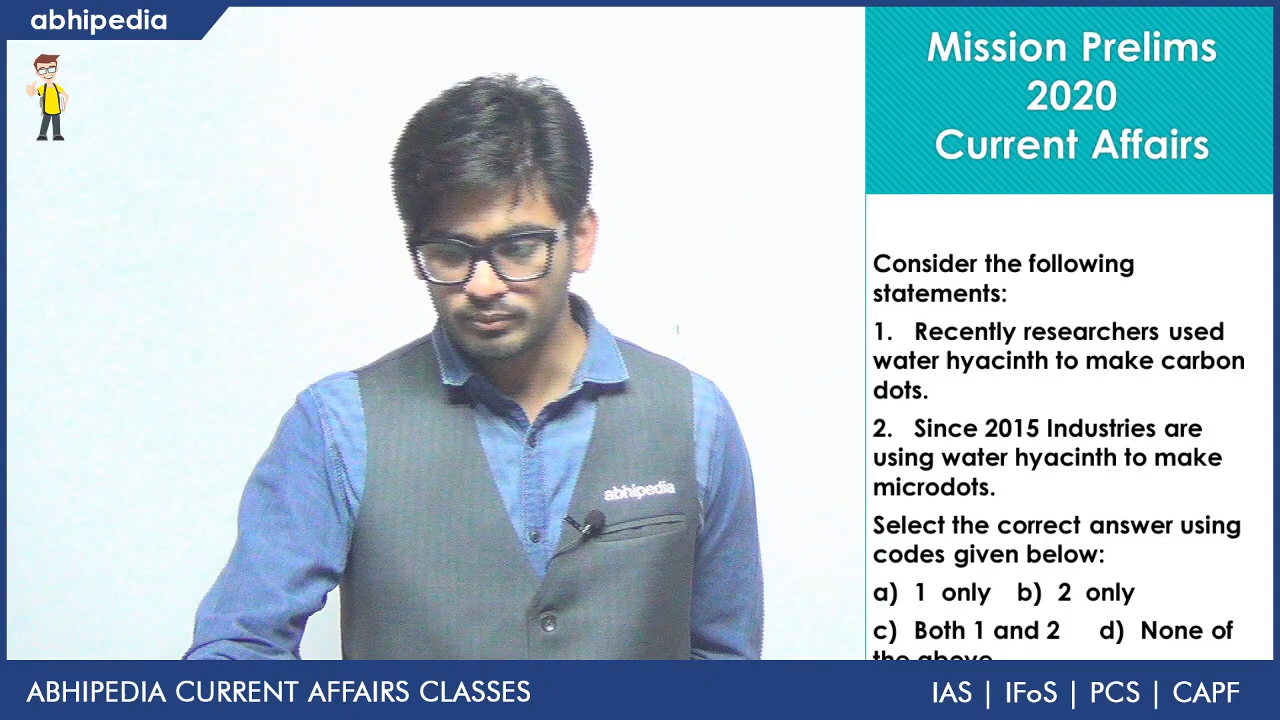 abhipedia
Mission Prelims
2020
Current Affairs
Consider the following
statements:
1. Recently researchers used
water hyacinth to make carbon
dots.
2. Since 2015 Industries are
using water hyacinth to make
microdots.
Select the correct answer using
codes given below:
a) 1 only b) 2 only
c) Both 1 and 2 d) None of
the above
abhipedia
ABHIPEDIA CURRENT AFFAIRS CLASSES
IAS | IFoS | PCS | CAPF